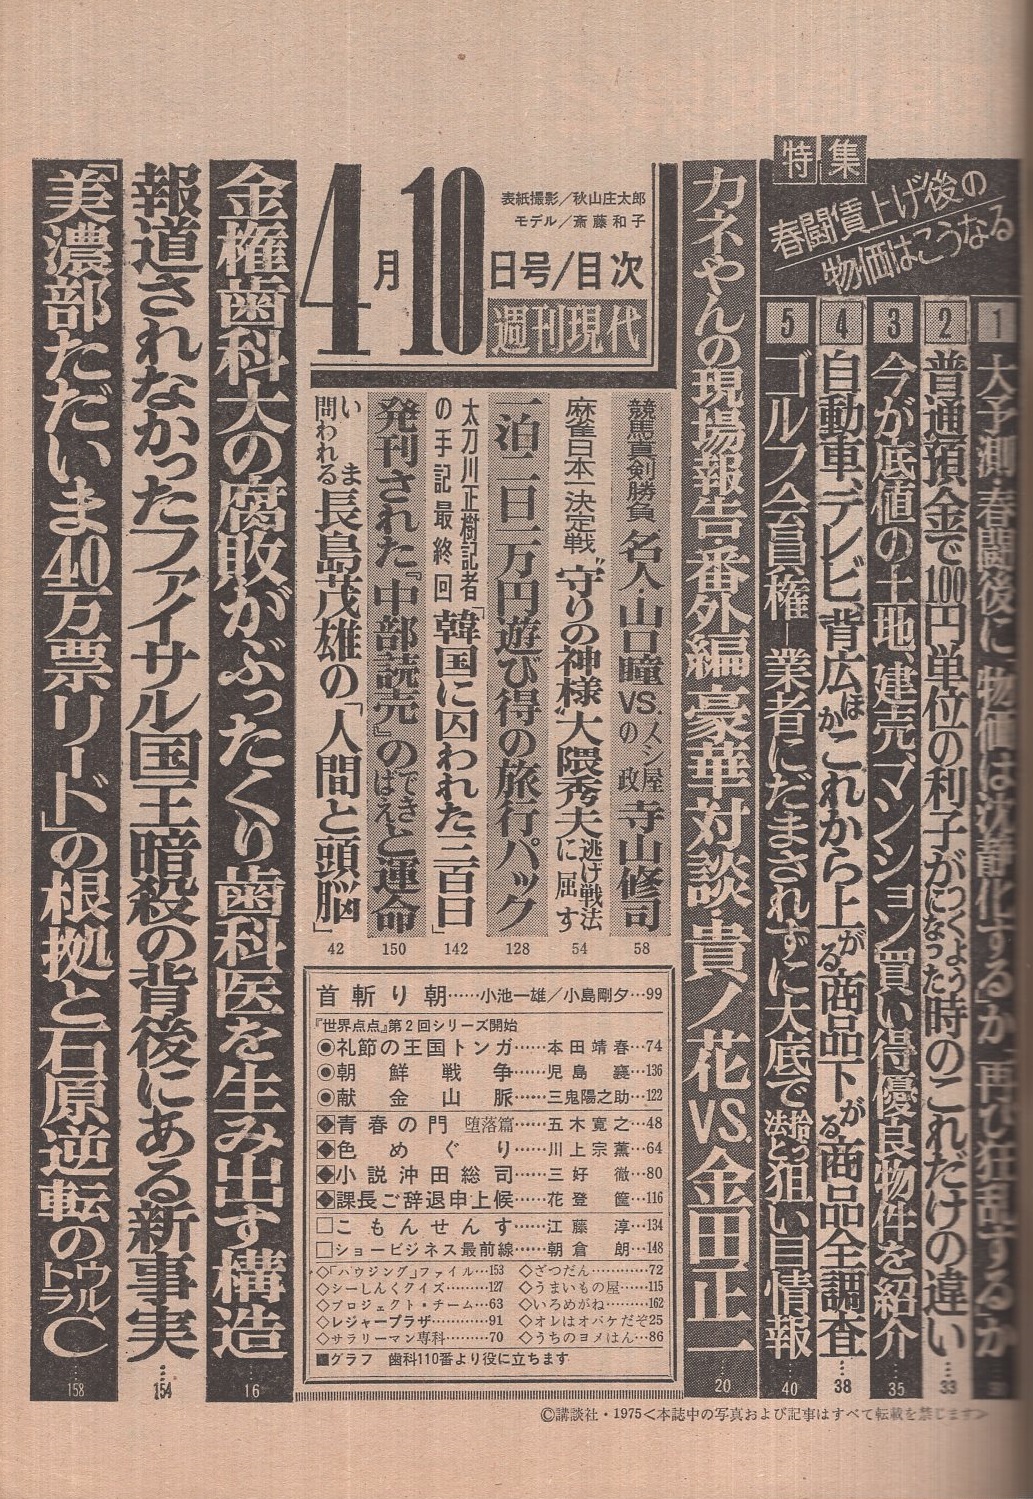 特集
春闘賃上げ後の
物価はこうなる
1 大予測・春闘後に「物価は沈静化する」か「再び狂乱するか
2 普通預金で100円単位の利子がつくようになった時のこれだけの違い…33
3 今が底値の土地、建売、マンション買い得優良物件を紹介 35
4 自動車、テレビ、背広ほかこれから上がる商品下がる商品全調査…38
5 ゴルフ会員権―業者にだまされずに大底で拾う法と狙い目情報 40
カネやんの現場報告・番外編 豪華対談・貴ノ花VS.金田正一…20
表紙撮影/秋山庄太郎
モデル/斎藤和子
4月10日号/目次
週刊現代
競馬真剣勝負、名人・山口瞳VS.メシ屋の政 寺山修司 58
麻雀日本一決定戦、“守りの神様”大隈秀夫逃げ戦法に屈す 54
一泊二日一万円遊び得の旅行パック 128
太刀川正樹記者の手記最終回「韓国に囚われた三百日」 142
発刊された『中部読売』のできばえと運命 150
いま問われる長島茂雄の「人間と頭脳」 42
首斬り朝……小池一雄/小島剛夕…99
『世界点点』第2回シリーズ開始
◉礼節の王国トンガ……本田靖春…74
◉朝鮮戦争……児島襄…136
◉献金山脈……三鬼陽之助…122
◆青春の門 堕落篇……五木寛之…48
◆色めぐり……川上宗薫…64
◆小説沖田総司……三好徹…80
◆課長ご辞退申上候……花登筺…116
□こもんせんす……江藤淳…134
□ショービジネス最前線……朝倉朗…148
◇「ハウジング」ファイル…153
◇シーしんくクイズ………127
◇プロジェクト・チーム…63
◇レジャープラザ………91
◇サラリーマン専科………70
◇ざつだん…………72
◇うまいもの屋……115
◇いろめがね………162
◇オレはオバケだぞ25
◇うちのヨメはん…86
■グラフ 歯科110番より役に立ちます
金権歯科大の腐敗がぶったくり歯科医を生み出す構造…16
報道されなかったファイサル国王暗殺の背後にある新事実…154
「美濃部ただいま40万票リード」の根拠と石原逆転のウルトラC…158
©講談社・1975<本誌中の写真および記事はすべて転載を禁じます>